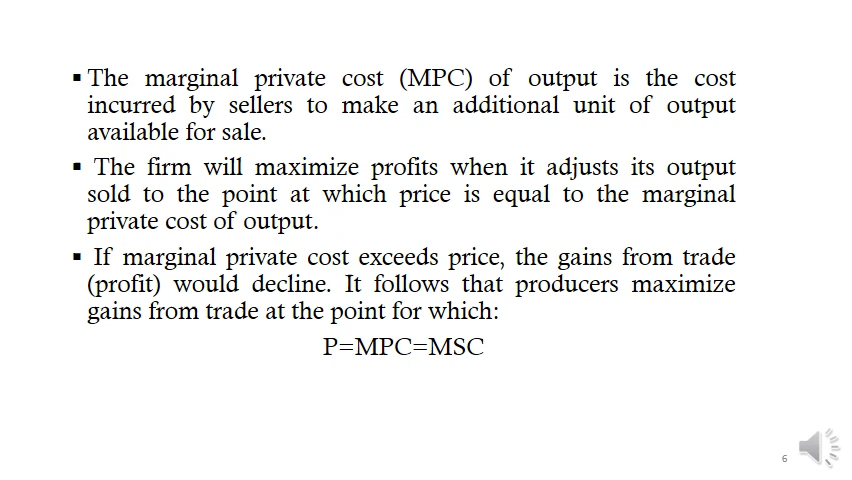 ▪ The marginal private cost (MPC) of output is the cost
incurred by sellers to make an additional unit of output
available for sale.
▪ The firm will maximize profits when it adjusts its output
sold to the point at which price is equal to the marginal
private cost of output.
▪ If marginal private cost exceeds price, the gains from trade
(profit) would decline. It follows that producers maximize
gains from trade at the point for which:
P=MPC=MSC
6